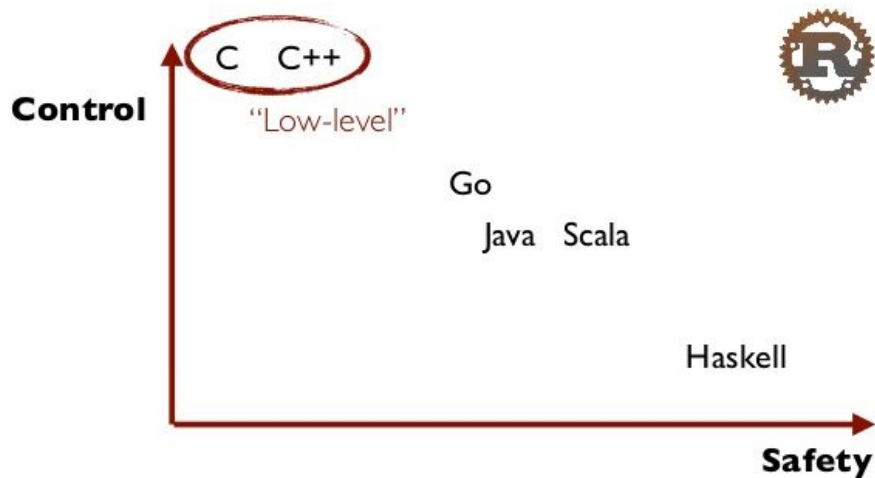 C C++
Control
“Low-level”
Go
Java Scala
Haskell
Safety
R